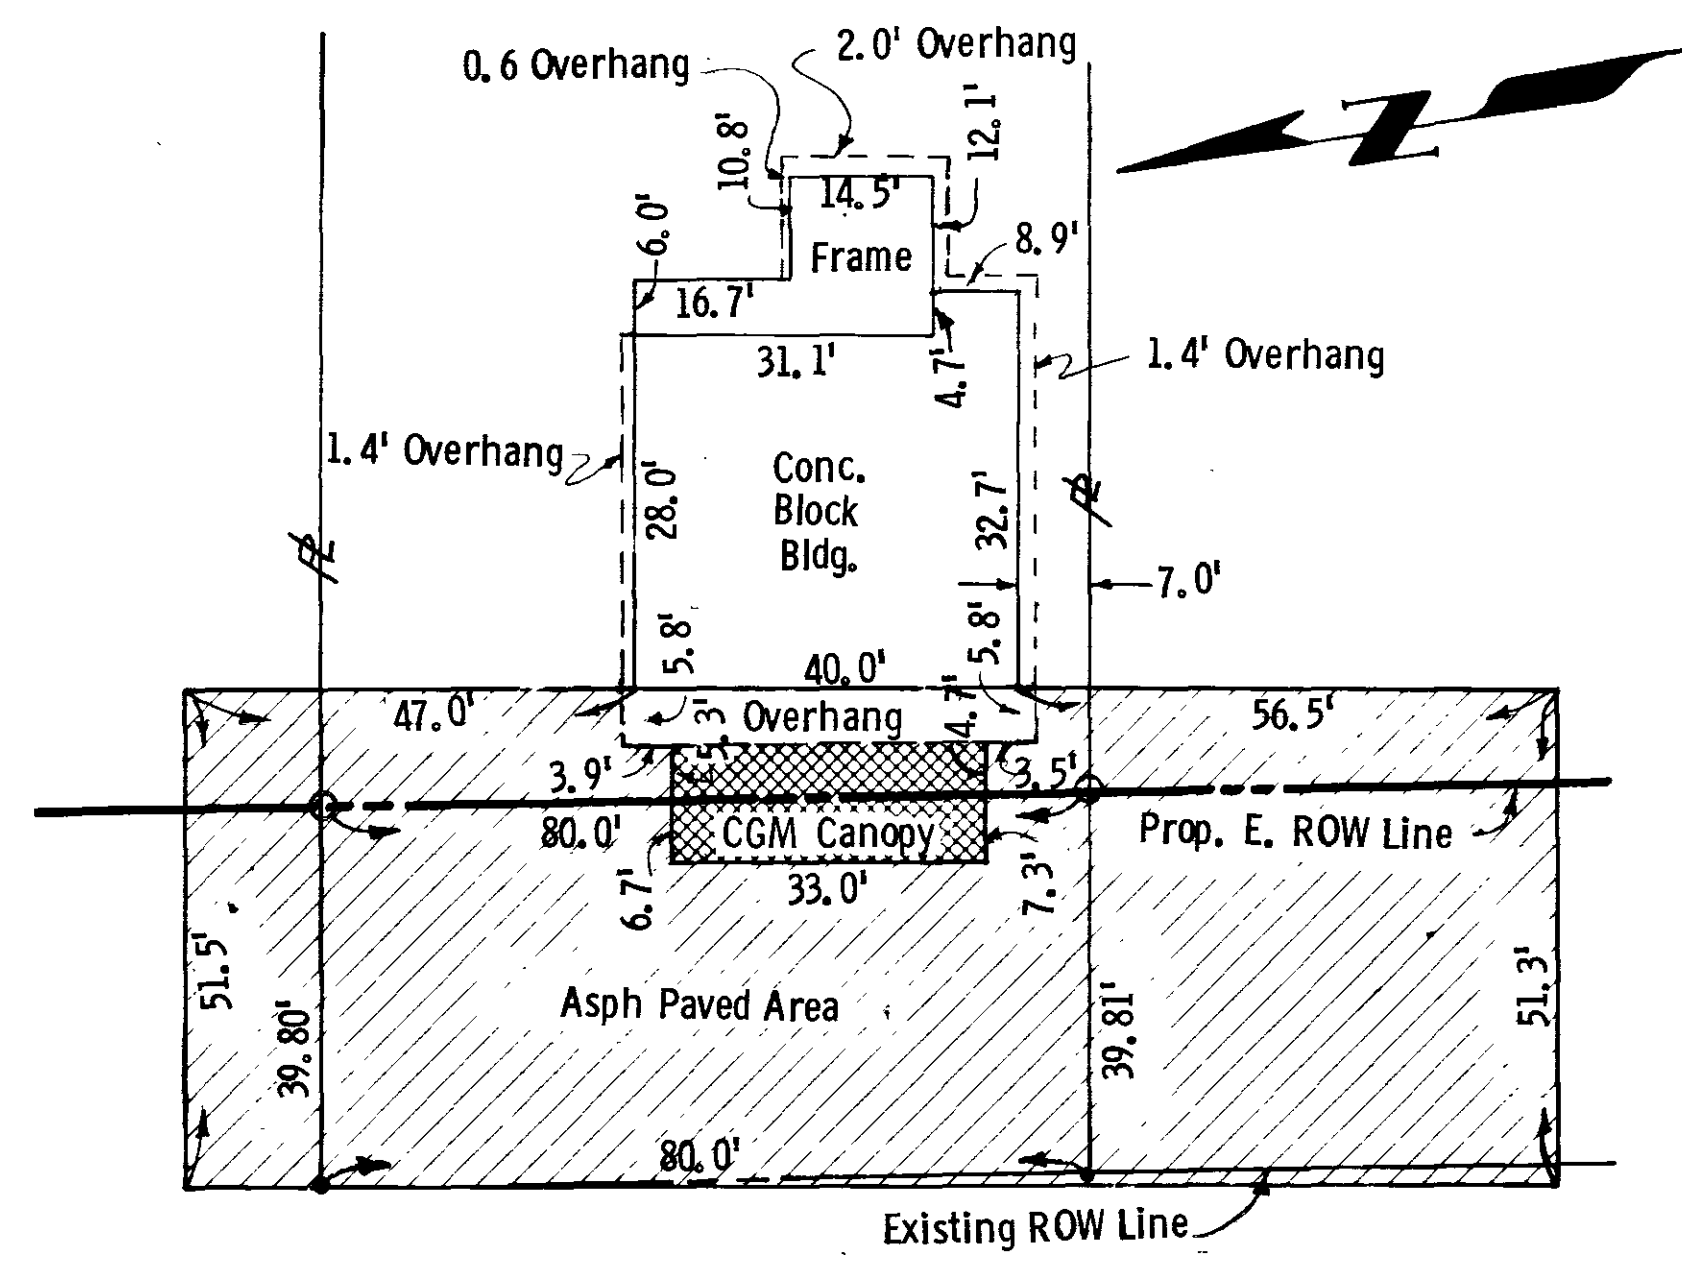 2.0' Overhang
0.6 Overhang
N
10.8'
12.1'
14.5'
6.0'
8.9'
Frame
16.7'
31.1'
4.7'
1.4' Overhang
1.4' Overhang
28.0'
Conc.
Block
Bldg.
32.7'
PL
PL
7.0'
5.8'
5.8'
40.0'
47.0'
5.3'
Overhang
4.7'
56.5'
3.9'
3.5'
80.0'
CGM Canopy
Prop. E. ROW Line
6.7'
33.0'
7.3'
51.5'
51.3'
Asph Paved Area
39.80'
39.81'
80.0'
Existing ROW Line